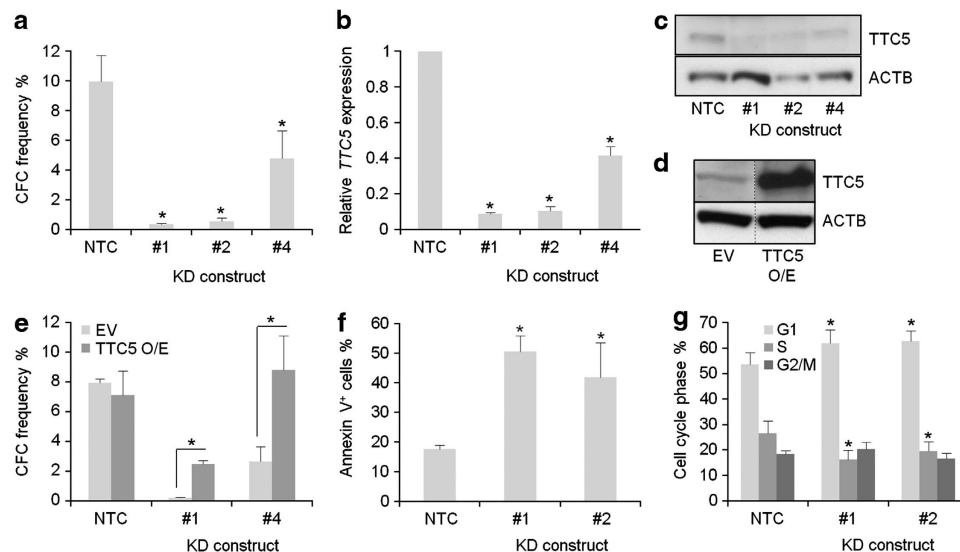 a
CFC frequency %
12
10
8
6
4
2
0
*
*
*
NTC
#1
#2
#4
KD construct
b
Relative TTC5 expression
1
0.8
0.6
0.4
0.2
0
*
*
*
NTC
#1
#2
#4
KD construct
c
TTC5
ACTB
NTC
#1
#2
#4
KD construct
d
TTC5
ACTB
EV
TTC5
O/E
e
CFC frequency %
12
10
8
6
4
2
0
EV
TTC5 O/E
*
*
NTC
#1
#4
KD construct
f
Annexin V+ cells %
60
50
40
30
20
10
0
*
*
NTC
#1
#2
KD construct
g
Cell cycle phase %
70
60
50
40
30
20
10
0
G1
S
G2/M
*
*
*
*
NTC
#1
#2
KD construct